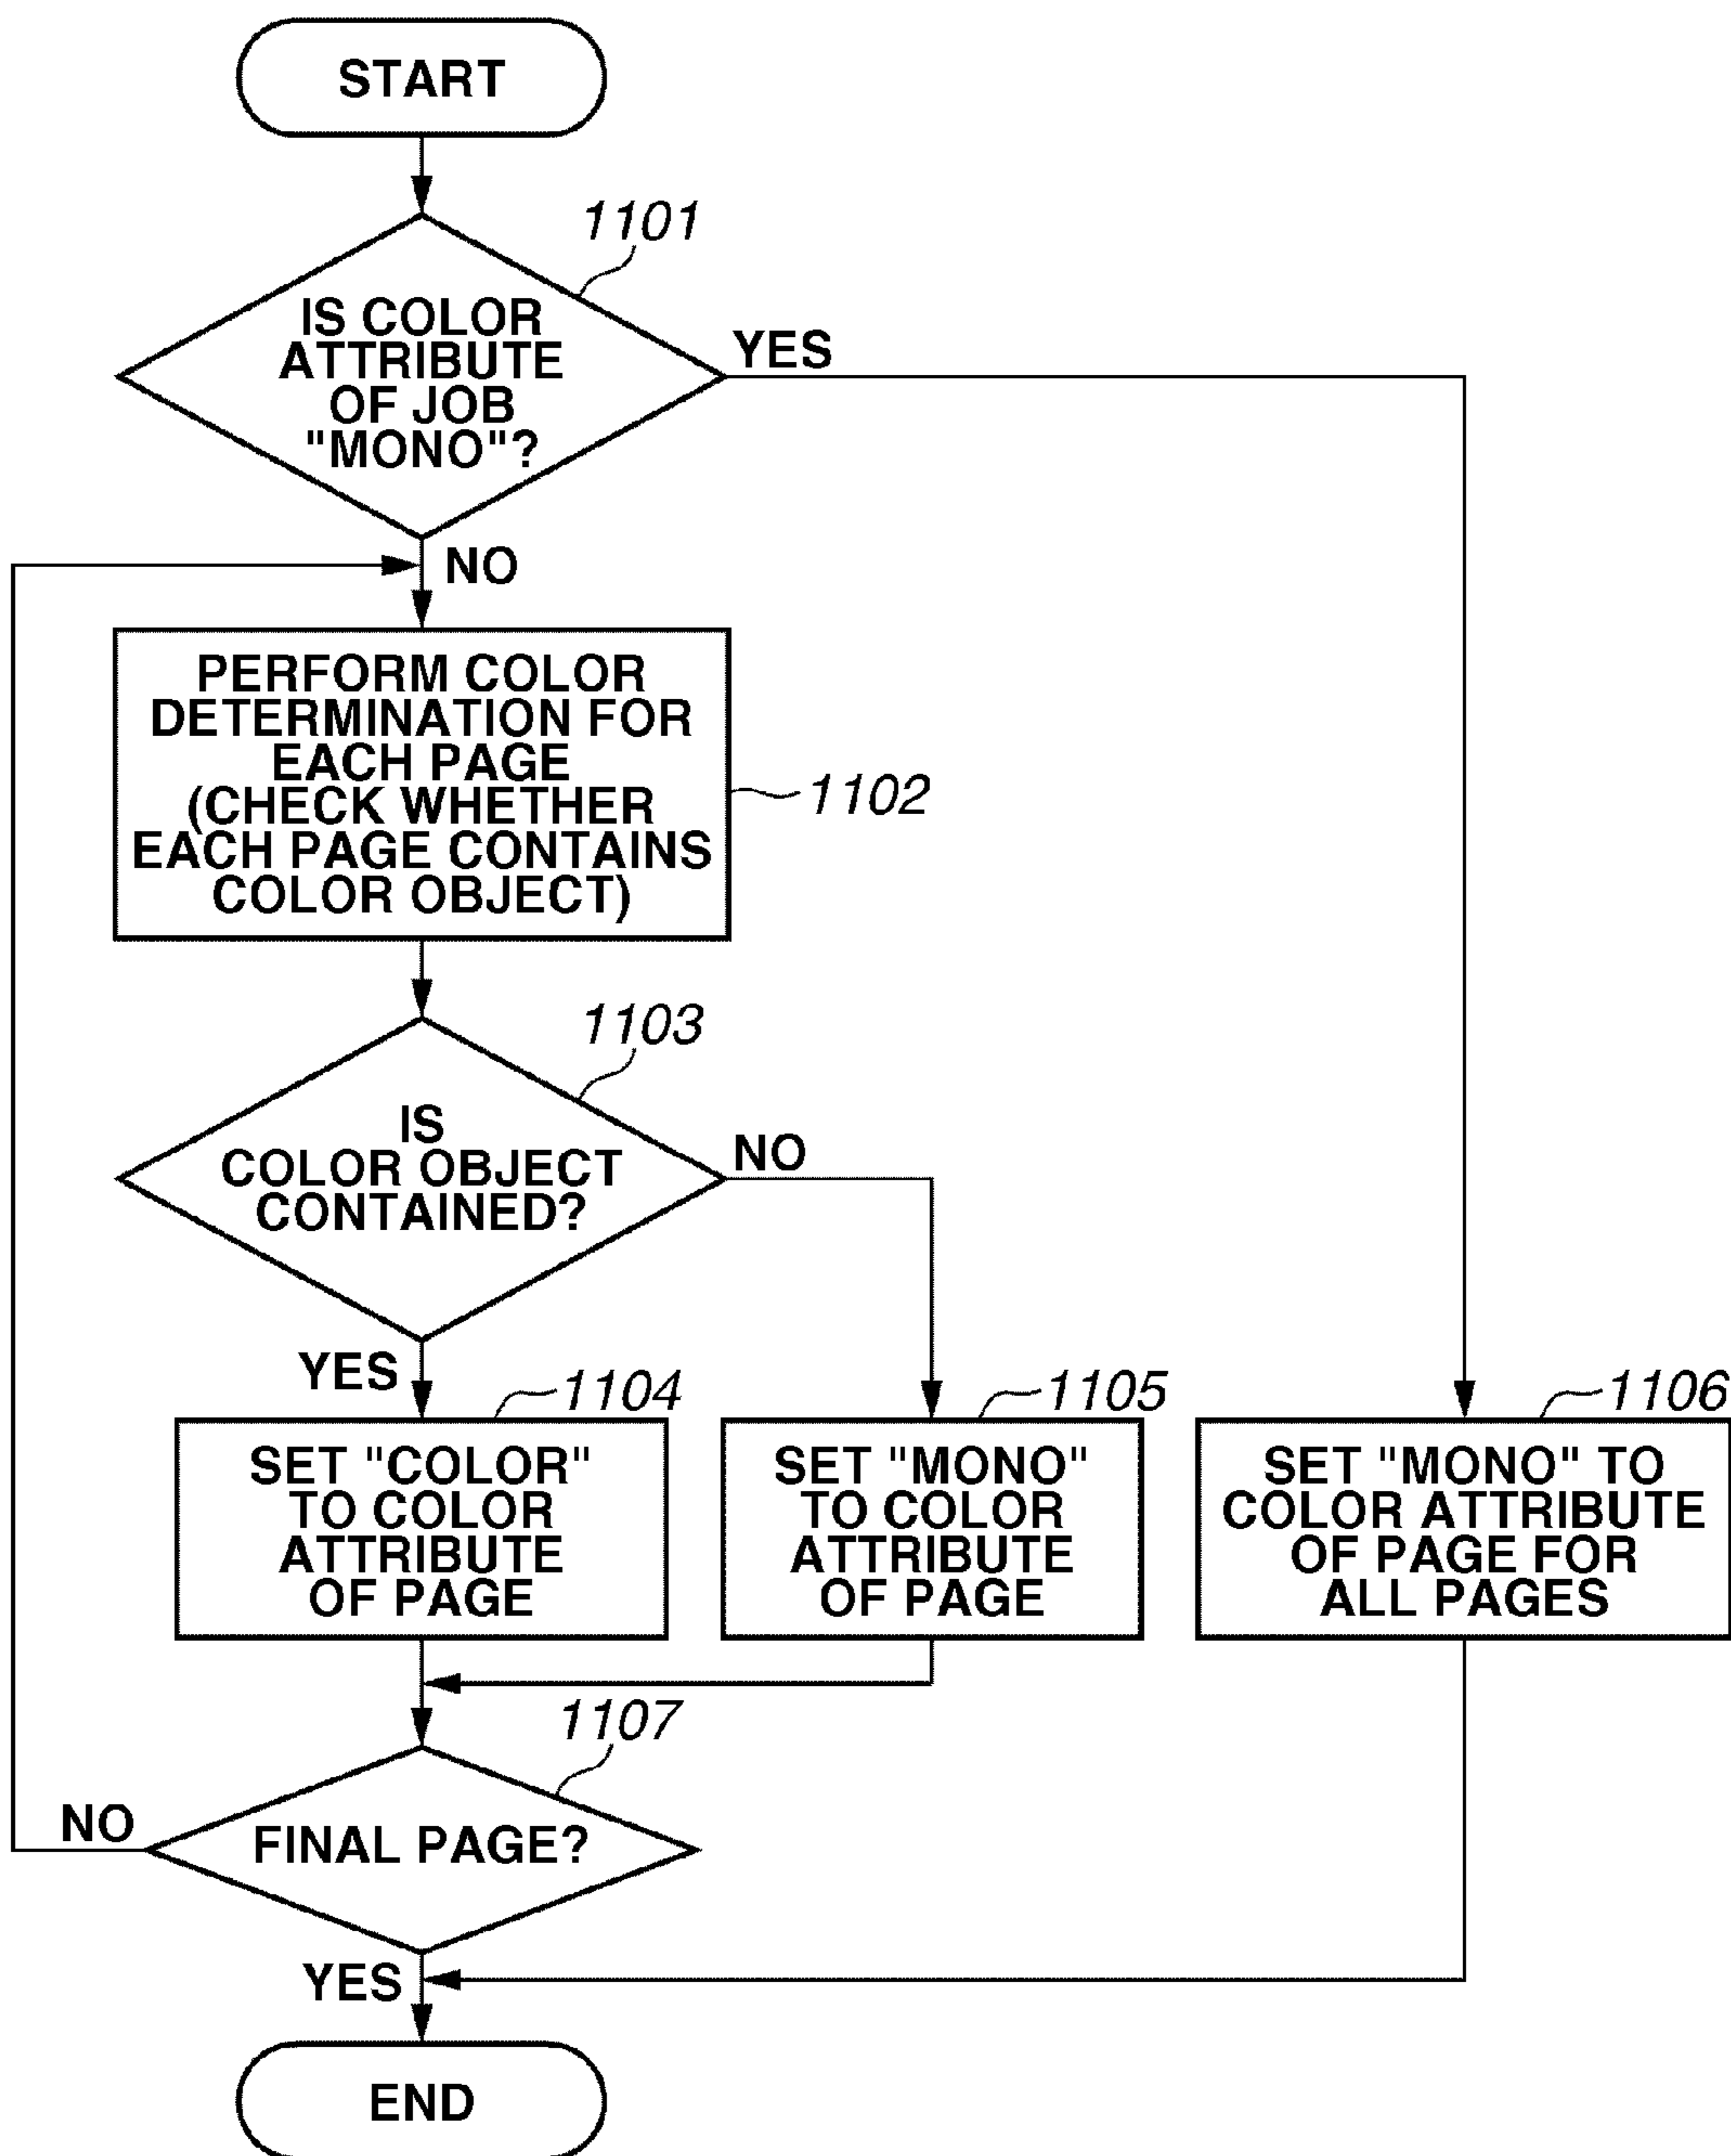 START
1101
IS COLOR
ATTRIBUTE
OF JOB
"MONO"?
YES
NO
PERFORM COLOR
DETERMINATION FOR
EACH PAGE
(CHECK WHETHER
EACH PAGE CONTAINS
COLOR OBJECT)
1102
1103
IS
COLOR OBJECT
CONTAINED?
NO
YES
1104
SET "COLOR"
TO COLOR
ATTRIBUTE
OF PAGE
1105
SET "MONO"
TO COLOR
ATTRIBUTE
OF PAGE
1106
SET "MONO" TO
COLOR ATTRIBUTE
OF PAGE FOR
ALL PAGES
1107
FINAL PAGE?
NO
YES
END